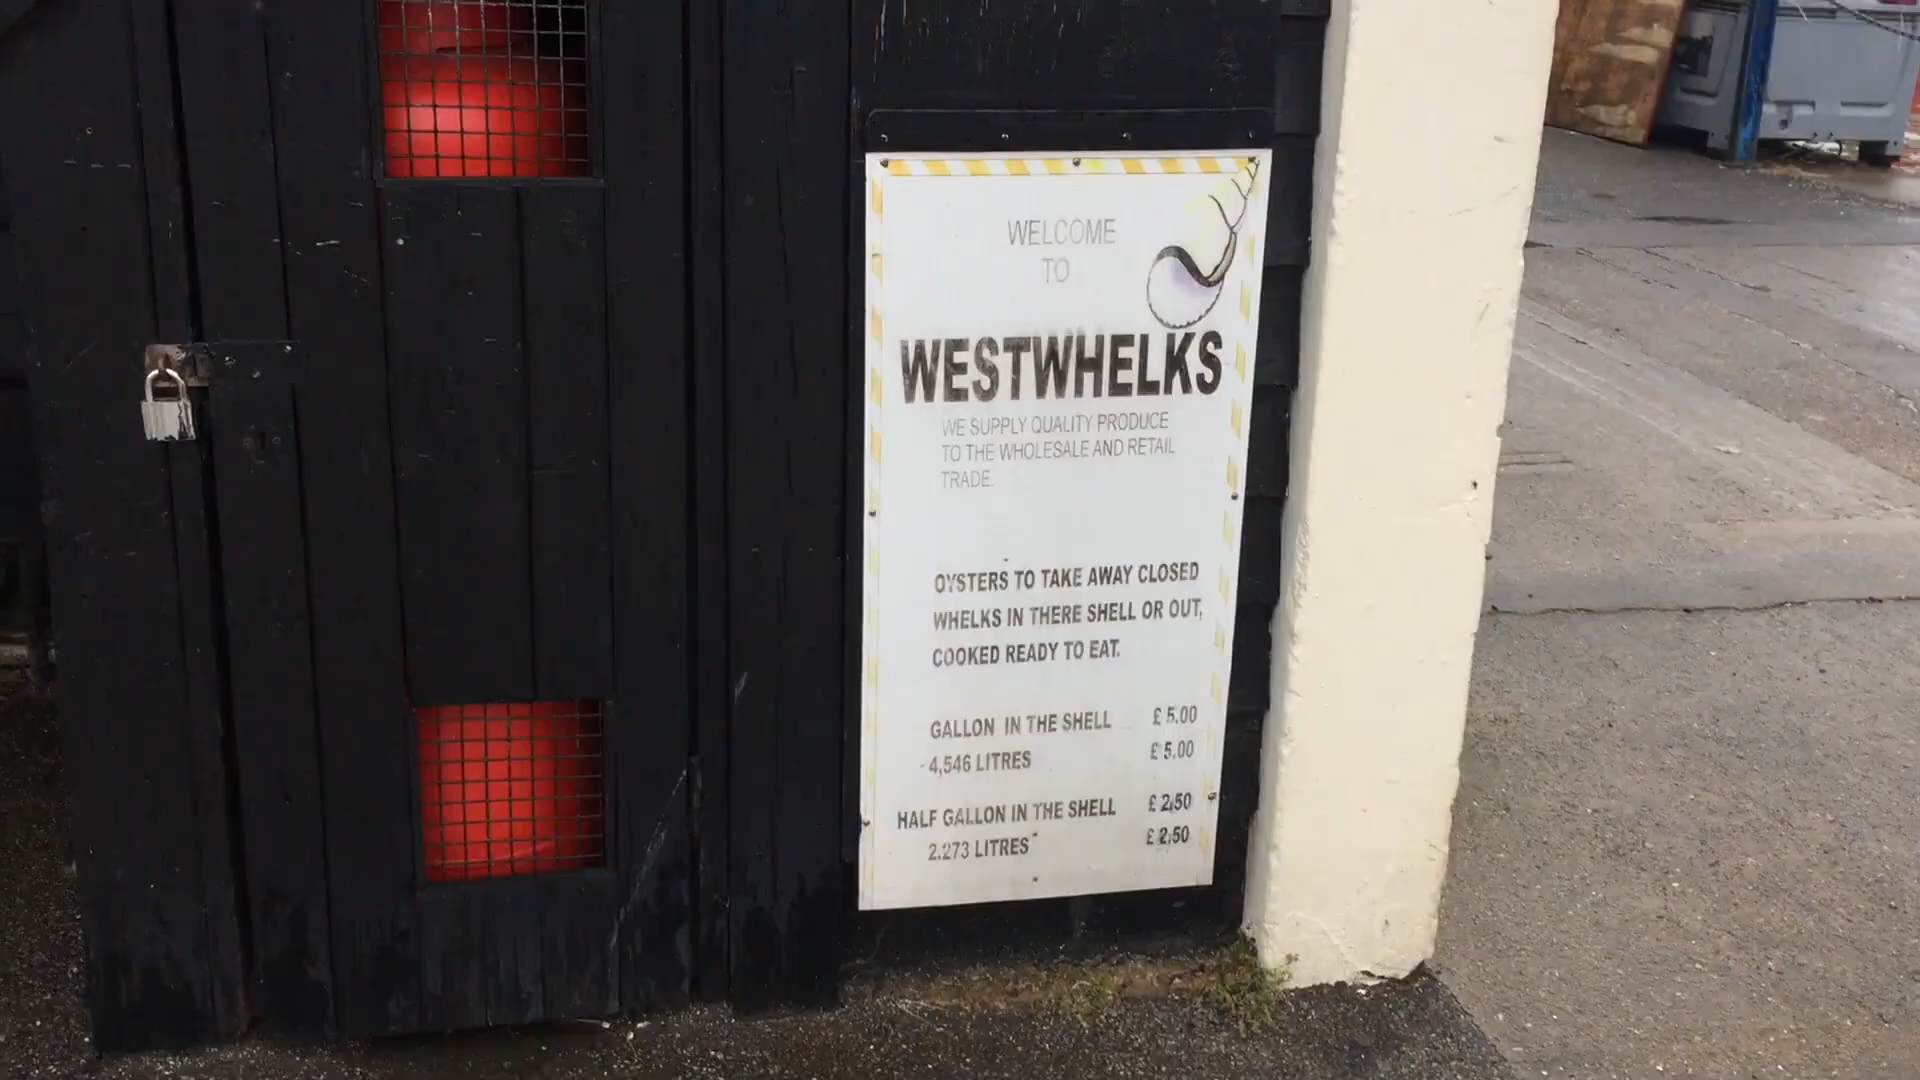 WELCOME
TO
WESTWHELKS
WE SUPPLY QUALITY PRODUCE
TO THE WHOLESALE AND RETAIL
TRADE.
OYSTERS TO TAKE AWAY CLOSED
WHELKS IN THERE SHELL OR OUT,
COOKED READY TO EAT.
GALLON IN THE SHELL £ 5.00
4,546 LITRES £ 5.00
HALF GALLON IN THE SHELL £ 2.50
2.273 LITRES £ 2.50